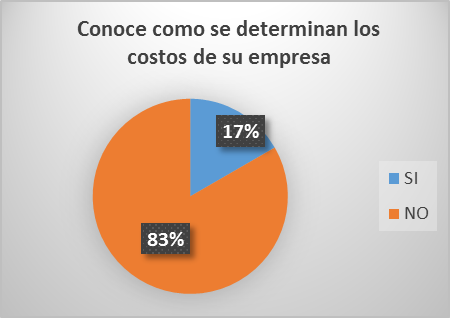 Conoce como se determinan los
costos de su empresa
17%
83%
SI
NO